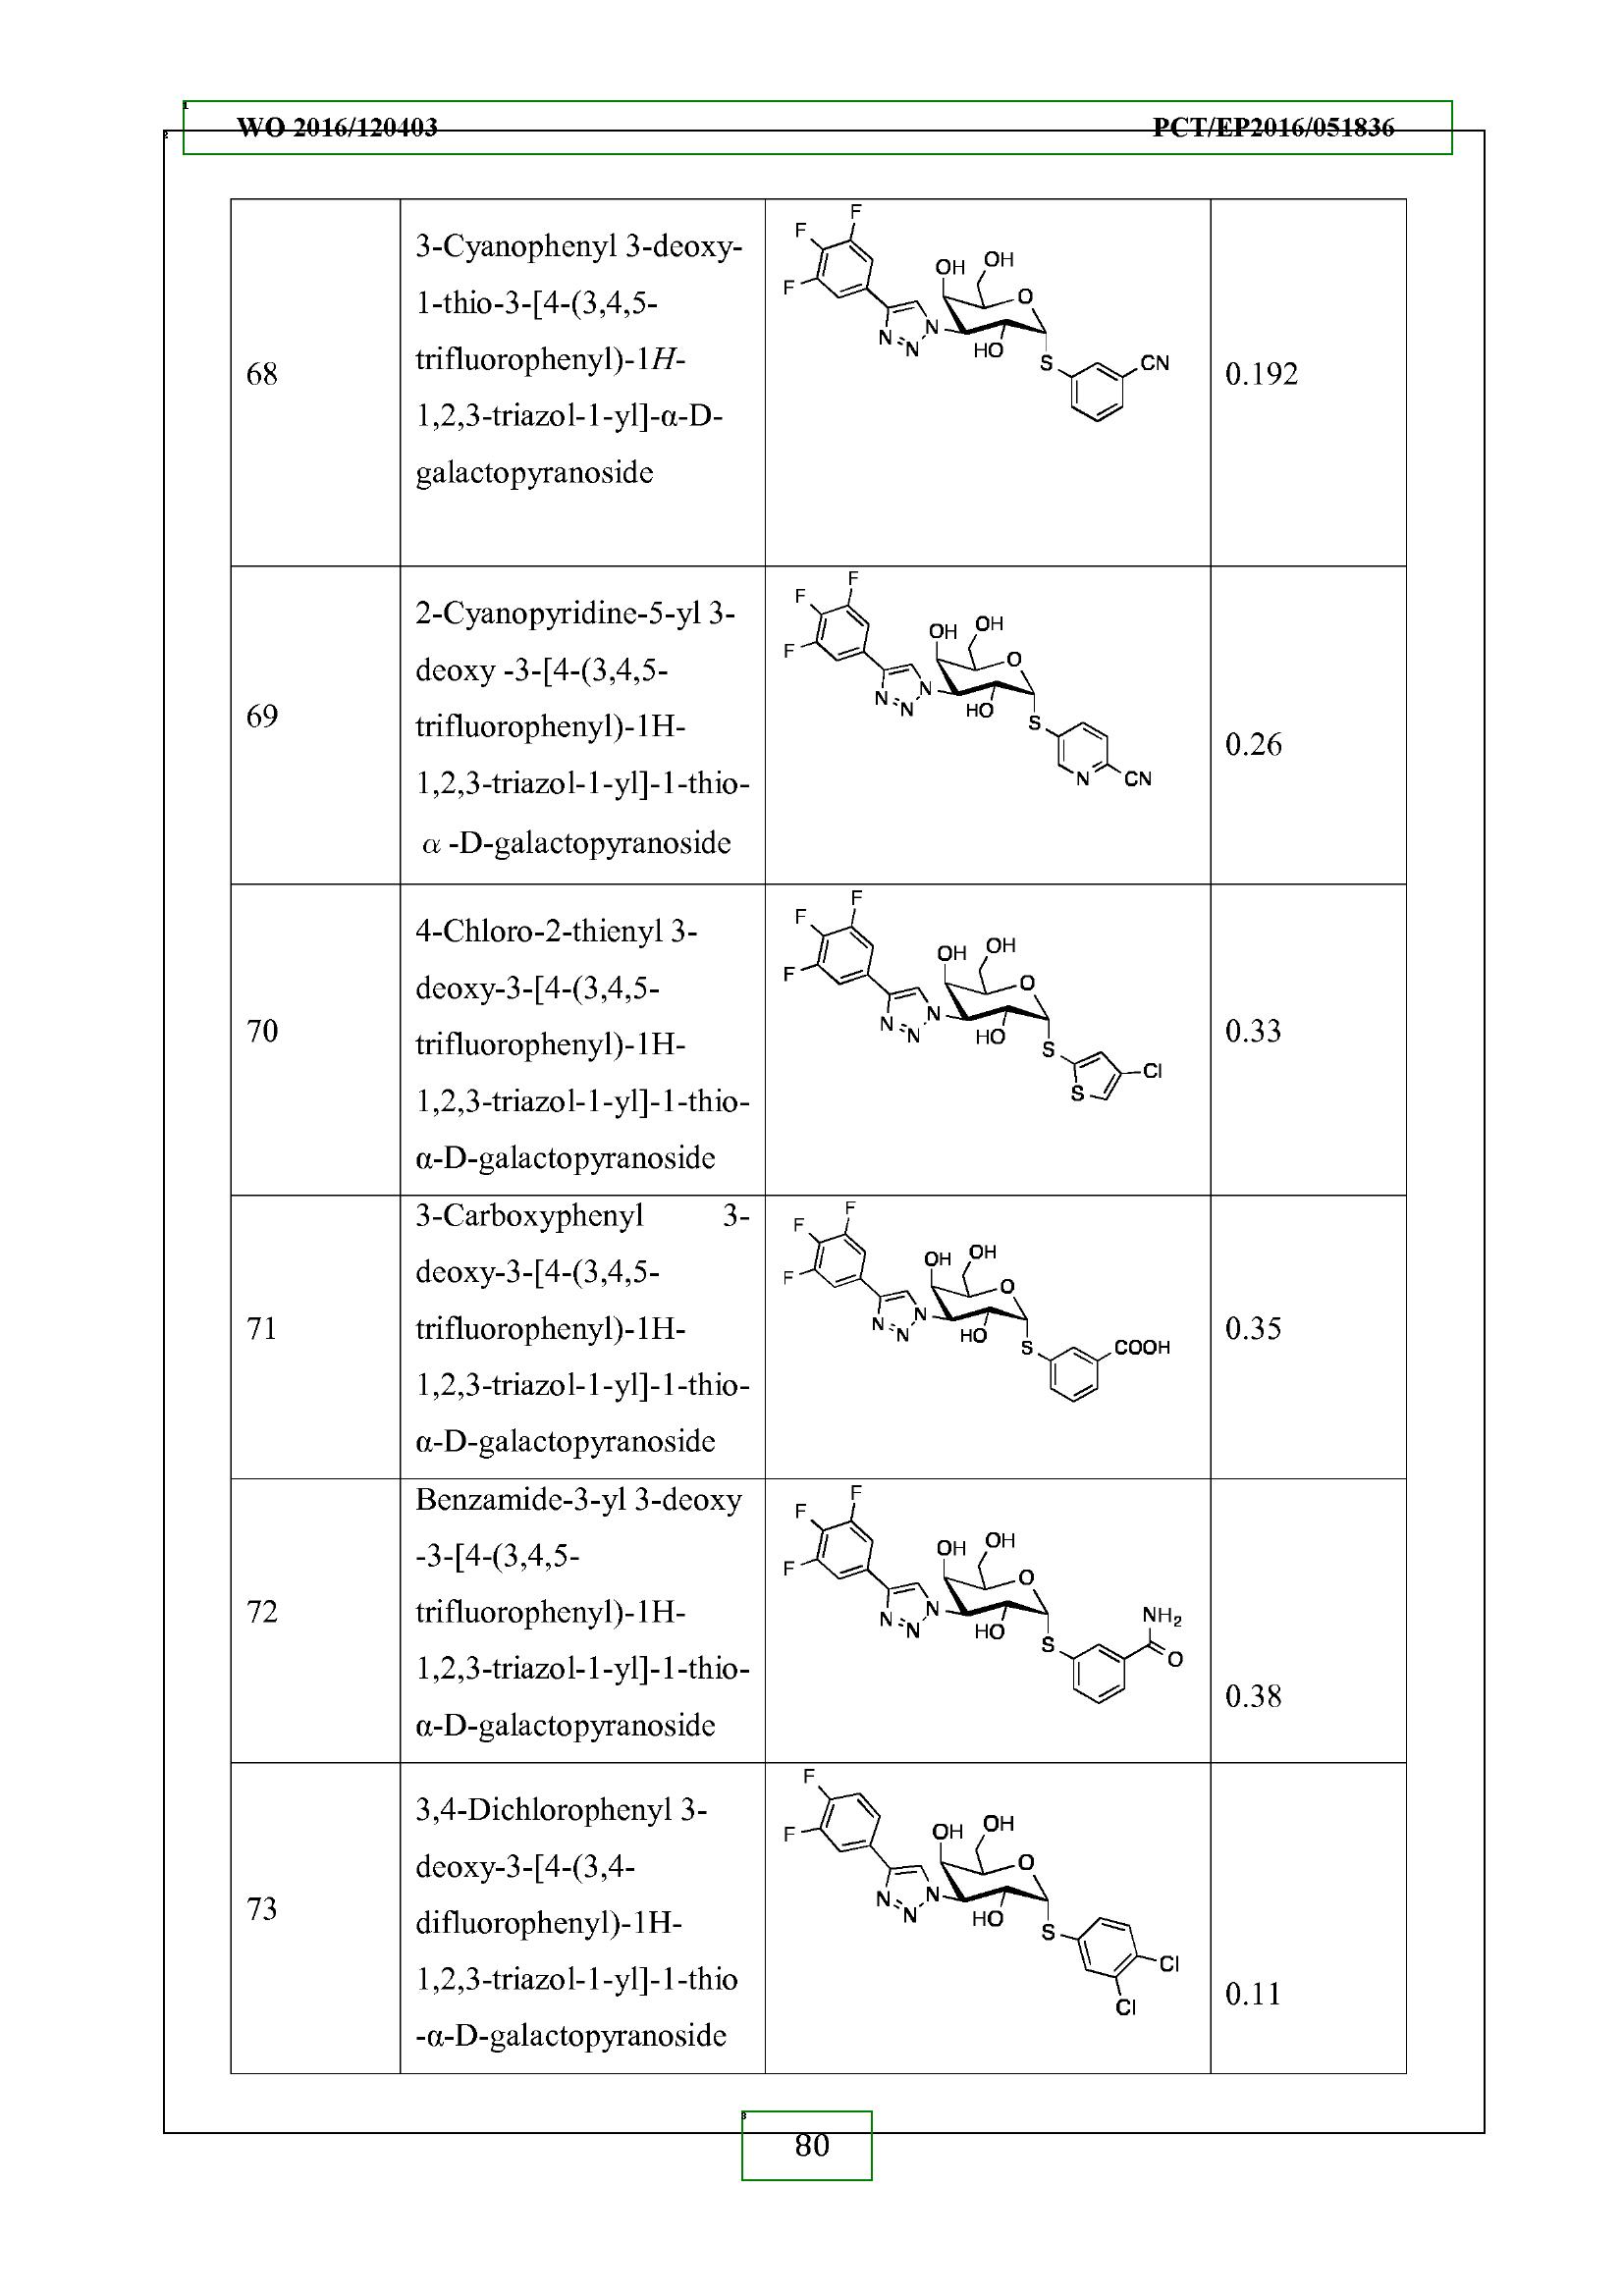 WO 2016/120403 PCT/EP2016/051836
68
3-Cyanophenyl 3-deoxy-
1-thio-3-[4-(3,4,5-
trifluorophenyl)-1H-
1,2,3-triazol-1-yl]-α-D-
galactopyranoside
F
F
F
OH
OH
O
N
N
N
HO
S
CN
0.192
69
2-Cyanopyridine-5-yl 3-
deoxy -3-[4-(3,4,5-
trifluorophenyl)-1H-
1,2,3-triazol-1-yl]-1-thio-
α -D-galactopyranoside
F
F
F
OH
OH
O
N
N
N
HO
S
N
CN
0.26
70
4-Chloro-2-thienyl 3-
deoxy-3-[4-(3,4,5-
trifluorophenyl)-1H-
1,2,3-triazol-1-yl]-1-thio-
α-D-galactopyranoside
F
F
F
OH
OH
O
N
N
N
HO
S
Cl
S
0.33
71
3-Carboxyphenyl 3-
deoxy-3-[4-(3,4,5-
trifluorophenyl)-1H-
1,2,3-triazol-1-yl]-1-thio-
α-D-galactopyranoside
F
F
F
OH
OH
O
N
N
N
HO
S
COOH
0.35
72
Benzamide-3-yl 3-deoxy
-3-[4-(3,4,5-
trifluorophenyl)-1H-
1,2,3-triazol-1-yl]-1-thio-
α-D-galactopyranoside
F
F
F
OH
OH
O
N
N
N
HO
S
NH2
O
0.38
73
3,4-Dichlorophenyl 3-
deoxy-3-[4-(3,4-
difluorophenyl)-1H-
1,2,3-triazol-1-yl]-1-thio
-α-D-galactopyranoside
F
F
OH
OH
O
N
N
N
HO
S
Cl
Cl
0.11
80